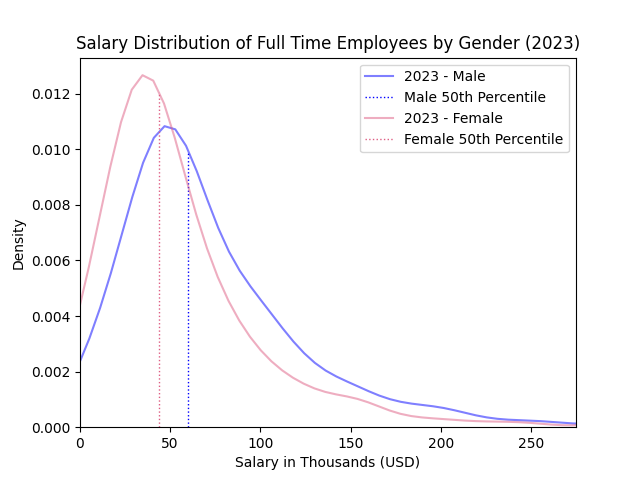 Salary Distribution of Full Time Employees by Gender (2023)
2023 - Male
Male 50th Percentile
2023 - Female
Female 50th Percentile
Density
0.012
0.010
0.008
0.006
0.004
0.002
0.000
0 50 100 150 200 250
Salary in Thousands (USD)